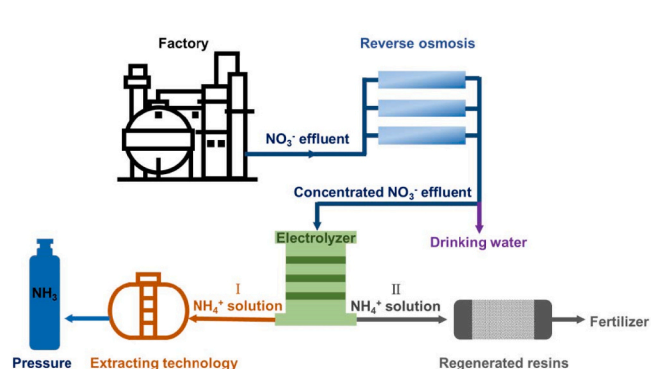 Factory
Reverse osmosis
NO₃⁻ effluent
Concentrated NO₃⁻ effluent
Drinking water
Electrolyzer
I
NH₄⁺ solution
II
NH₄⁺ solution
NH₃
Fertilizer
Pressure
Extracting technology
Regenerated resins